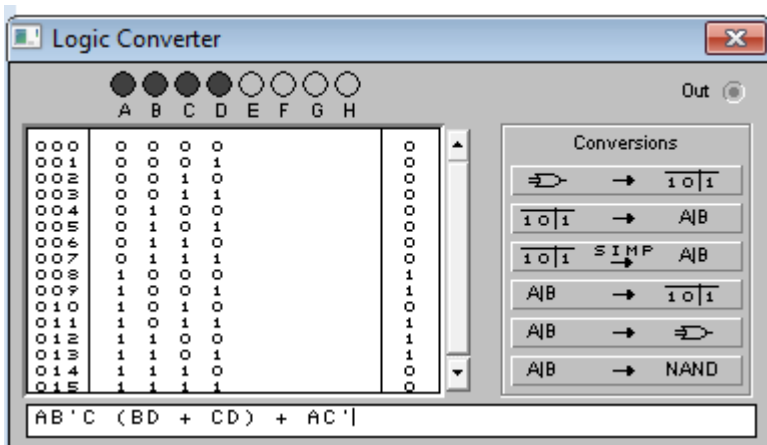 Logic Converter
A B C D E F G H
Out
000 0 0 0 0 0
001 0 0 0 1 0
002 0 0 1 0 0
003 0 0 1 1 0
004 0 1 0 0 0
005 0 1 0 1 0
006 0 1 1 0 0
007 0 1 1 1 0
008 1 0 0 0 1
009 1 0 0 1 1
010 1 0 1 0 0
011 1 0 1 1 1
012 1 1 0 0 1
013 1 1 0 1 1
014 1 1 1 0 0
015 1 1 1 1 0
Conversions
→ 1 0|1
1 0|1 → A|B
1 0|1 SIMP → A|B
A|B → 1 0|1
A|B →
A|B → NAND
AB'C (BD + CD) + AC'